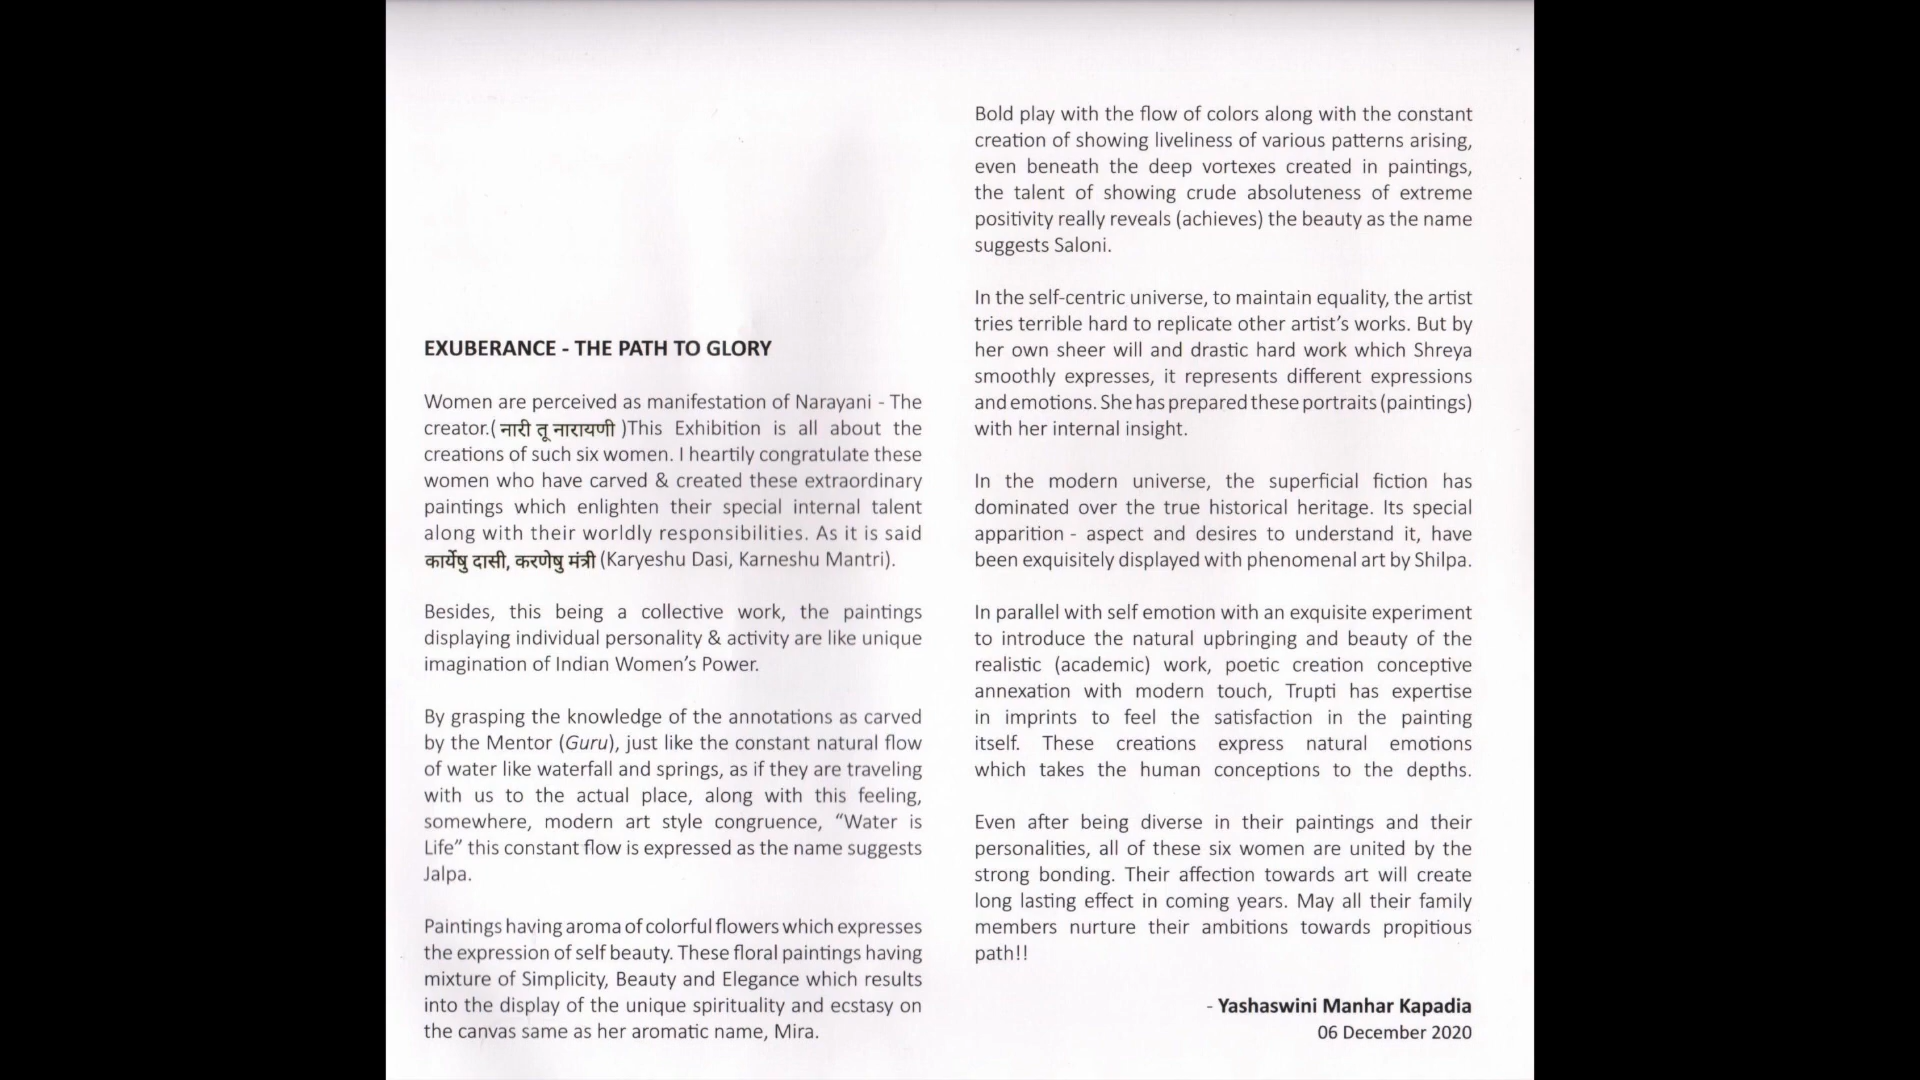 EXUBERANCE - THE PATH TO GLORY
Women are perceived as manifestation of Narayani - The
creator.( नारी तू नारायणी )This Exhibition is all about the
creations of such six women. I heartily congratulate these
women who have carved & created these extraordinary
paintings which enlighten their special internal talent
along with their worldly responsibilities. As it is said
कार्येषु दासी, करणेषु मंत्री (Karyeshu Dasi, Karneshu Mantri).
Besides, this being a collective work, the paintings
displaying individual personality & activity are like unique
imagination of Indian Women's Power.
By grasping the knowledge of the annotations as carved
by the Mentor (Guru), just like the constant natural flow
of water like waterfall and springs, as if they are traveling
with us to the actual place, along with this feeling,
somewhere, modern art style congruence, “Water is
Life” this constant flow is expressed as the name suggests
Jalpa.
Paintings having aroma of colorful flowers which expresses
the expression of self beauty. These floral paintings having
mixture of Simplicity, Beauty and Elegance which results
into the display of the unique spirituality and ecstasy on
the canvas same as her aromatic name, Mira.
Bold play with the flow of colors along with the constant
creation of showing liveliness of various patterns arising,
even beneath the deep vortexes created in paintings,
the talent of showing crude absoluteness of extreme
positivity really reveals (achieves) the beauty as the name
suggests Saloni.
In the self-centric universe, to maintain equality, the artist
tries terrible hard to replicate other artist's works. But by
her own sheer will and drastic hard work which Shreya
smoothly expresses, it represents different expressions
and emotions. She has prepared these portraits (paintings)
with her internal insight.
In the modern universe, the superficial fiction has
dominated over the true historical heritage. Its special
apparition - aspect and desires to understand it, have
been exquisitely displayed with phenomenal art by Shilpa.
In parallel with self emotion with an exquisite experiment
to introduce the natural upbringing and beauty of the
realistic (academic) work, poetic creation conceptive
annexation with modern touch, Trupti has expertise
in imprints to feel the satisfaction in the painting
itself. These creations express natural emotions
which takes the human conceptions to the depths.
Even after being diverse in their paintings and their
personalities, all of these six women are united by the
strong bonding. Their affection towards art will create
long lasting effect in coming years. May all their family
members nurture their ambitions towards propitious
path!!
- Yashaswini Manhar Kapadia
06 December 2020